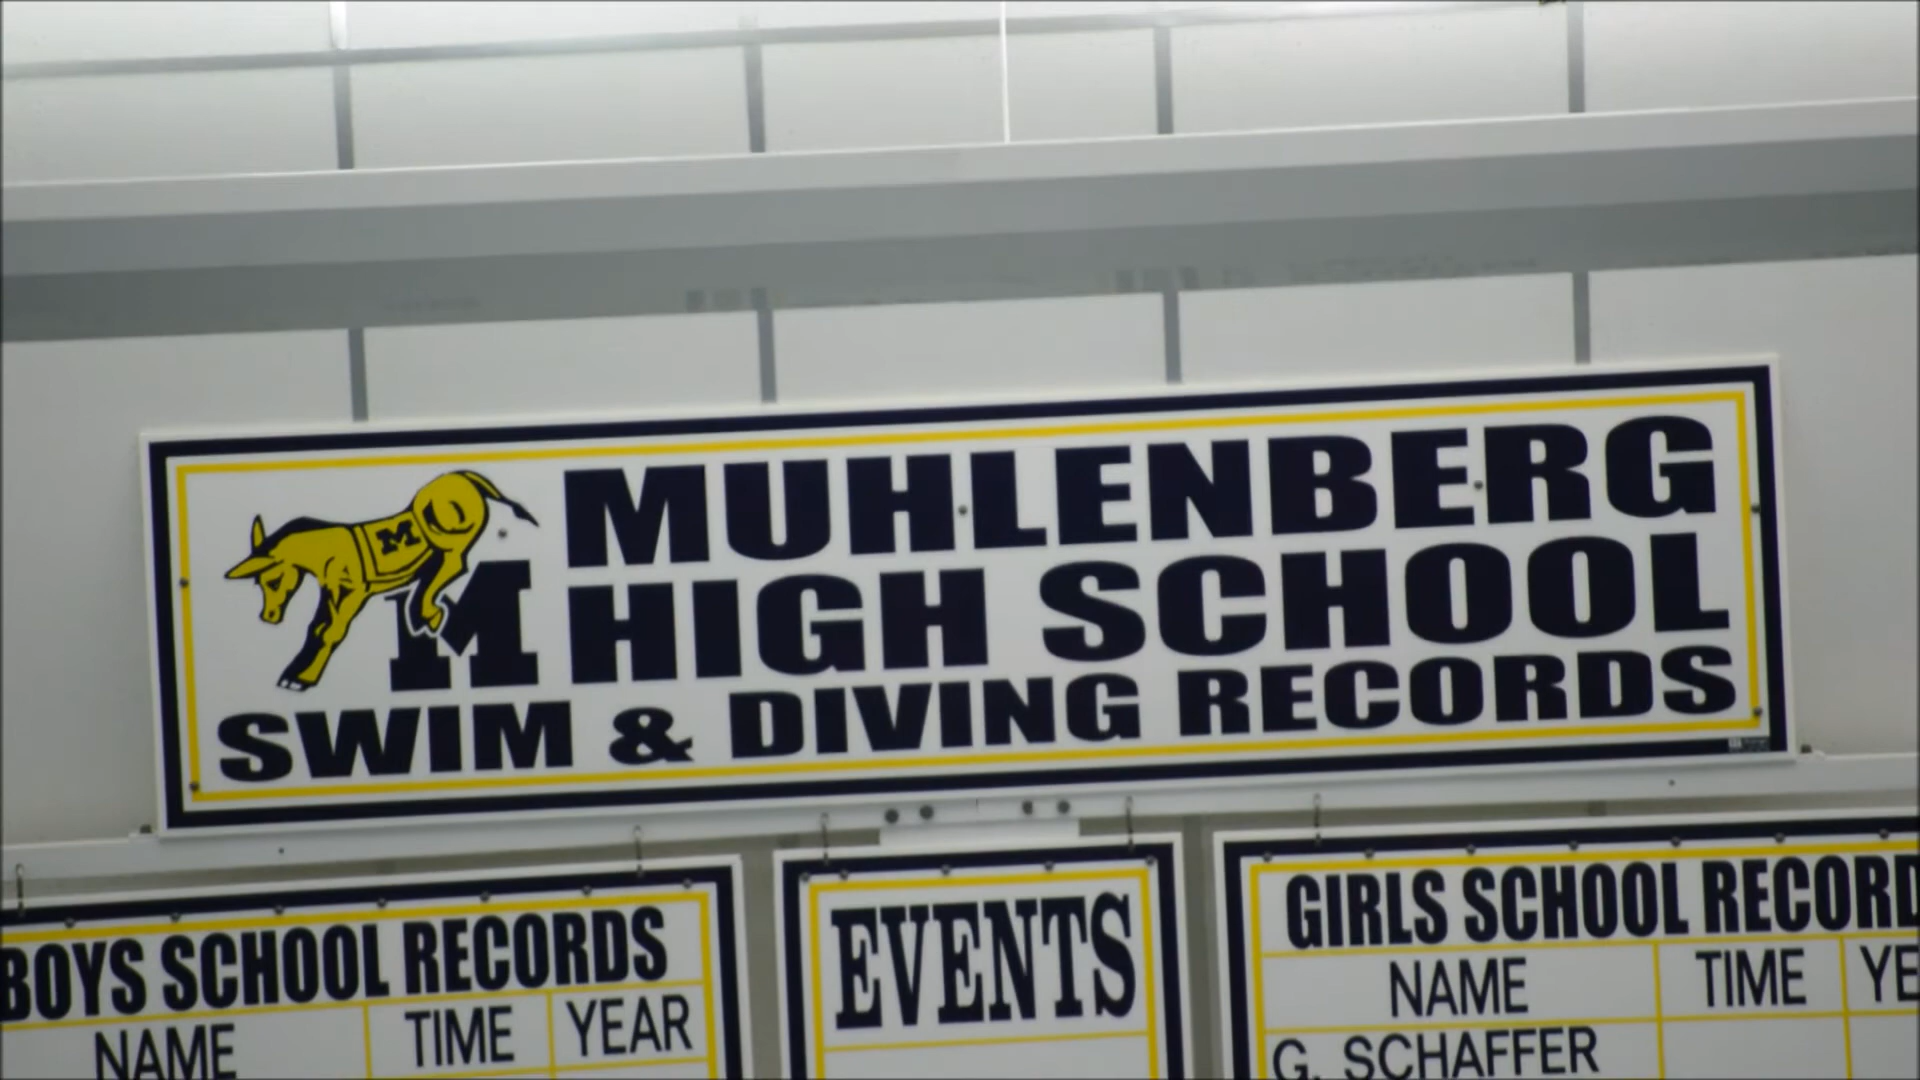 M
M
MUHLENBERG
HIGH SCHOOL
SWIM & DIVING RECORDS
BOYS SCHOOL RECORDS
NAME TIME YEAR
EVENTS
GIRLS SCHOOL RECORD
NAME TIME YE
G. SCHAFFER